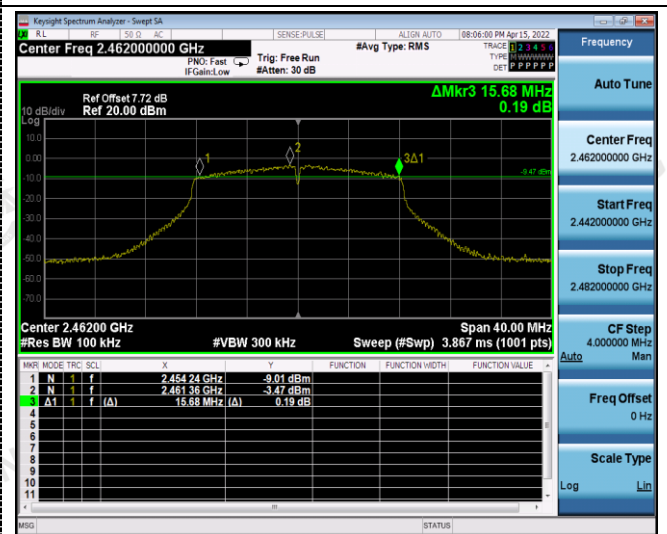 Keysight Spectrum Analyzer - Swept SA
RL RF 50 Ω AC SENSE:PULSE ALIGN AUTO 08:06:00 PM Apr 15, 2022
Center Freq 2.462000000 GHz
PNO: Fast
IFGain:Low
Trig: Free Run
#Atten: 30 dB
#Avg Type: RMS
TRACE 1 2 3 4 5 6
TYPE M WWWWW
DET P P P P P P
Frequency
Auto Tune
Center Freq
2.462000000 GHz
Start Freq
2.442000000 GHz
Stop Freq
2.482000000 GHz
CF Step
4.000000 MHz
Auto Man
Freq Offset
0 Hz
Scale Type
Log Lin
ΔMkr3 15.68 MHz
0.19 dB
Ref Offset 7.72 dB
10 dB/div Ref 20.00 dBm
Log
10.0
0.00
-10.0
-20.0
-30.0
-40.0
-50.0
-60.0
-70.0
1
2
3Δ1
-9.47 dBm
Center 2.46200 GHz Span 40.00 MHz
#Res BW 100 kHz #VBW 300 kHz Sweep (#Swp) 3.867 ms (1001 pts)
MKR MODE TRC SCL X Y FUNCTION FUNCTION WIDTH FUNCTION VALUE
1 N 1 f 2.454 24 GHz -9.01 dBm
2 N 1 f 2.461 36 GHz -3.47 dBm
3 Δ1 1 f (Δ) 15.68 MHz (Δ) 0.19 dB
4
5
6
7
8
9
10
11
MSG STATUS